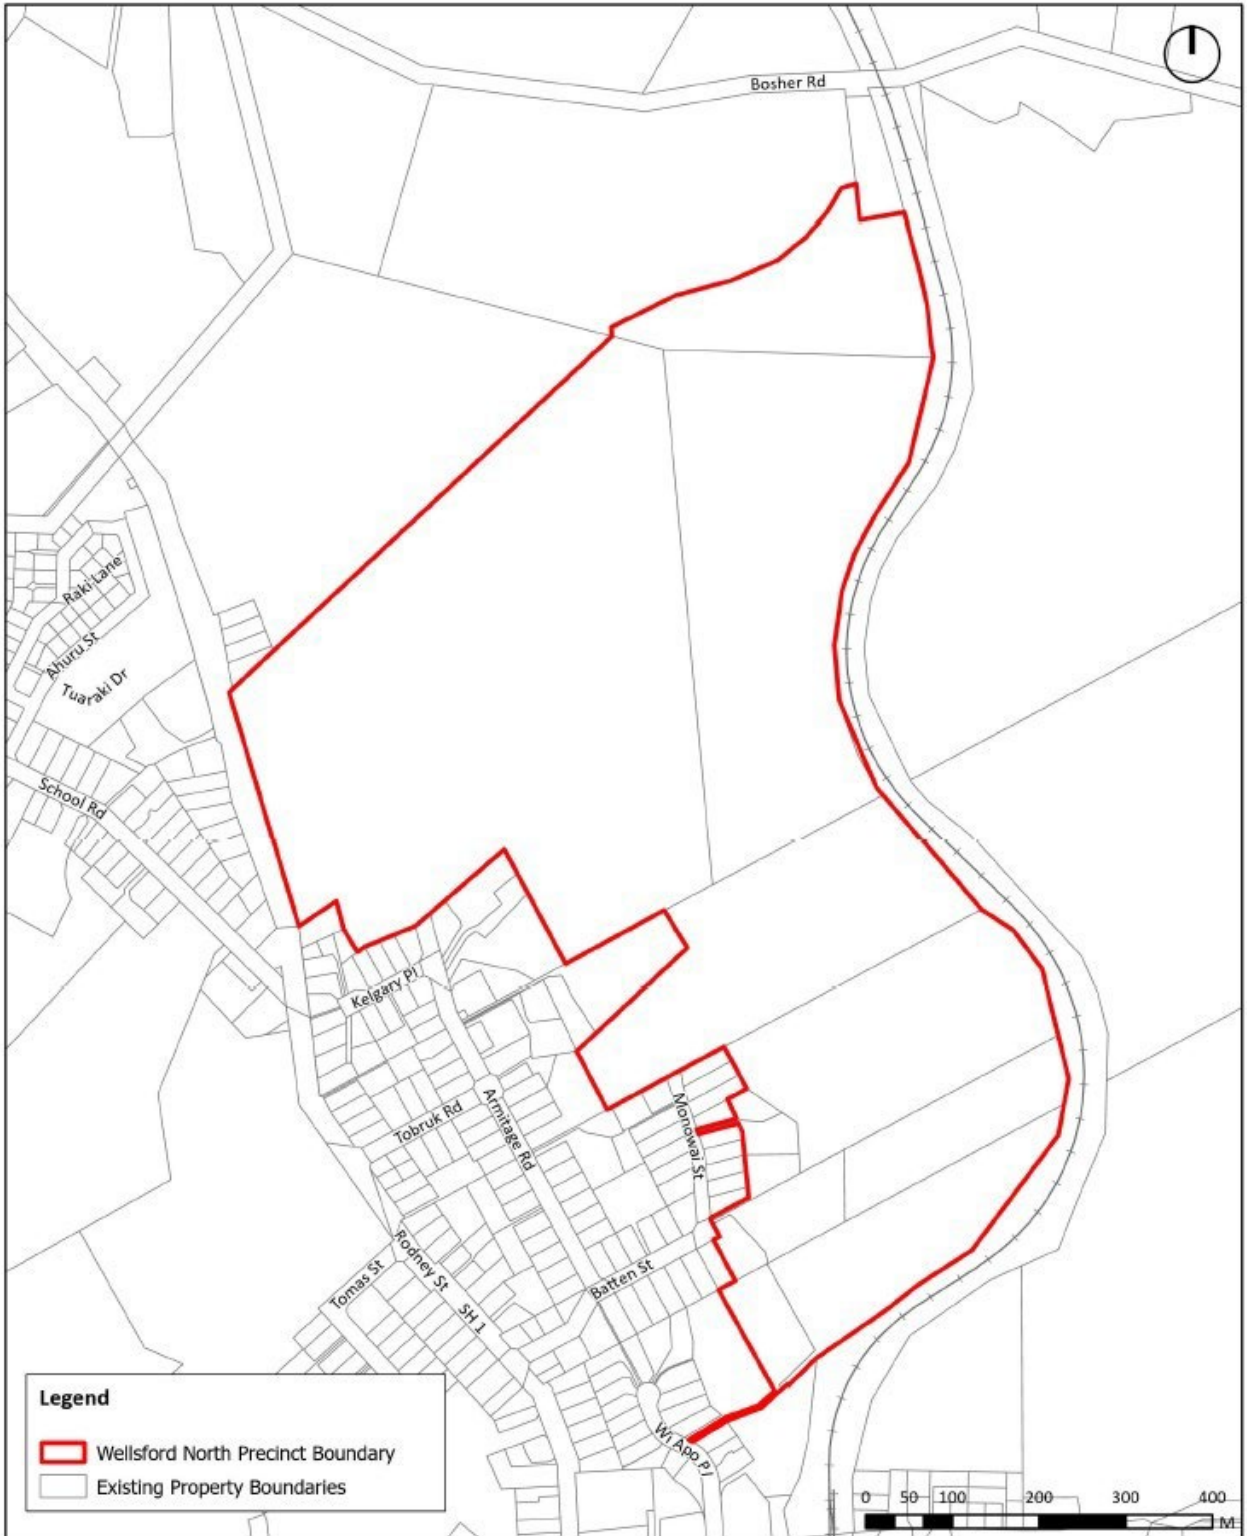 Bosher Rd
Raki Lane
Ahuru St
Tuaraki Dr
School Rd
Kelgary Pl
Tobruk Rd
Armitage Rd
Monowai St
Rodney St
SH 1
Tomas St
Batten St
Wi Apo Pl
Legend
Wellsford North Precinct Boundary
Existing Property Boundaries
0 50 100 200 300 400
M